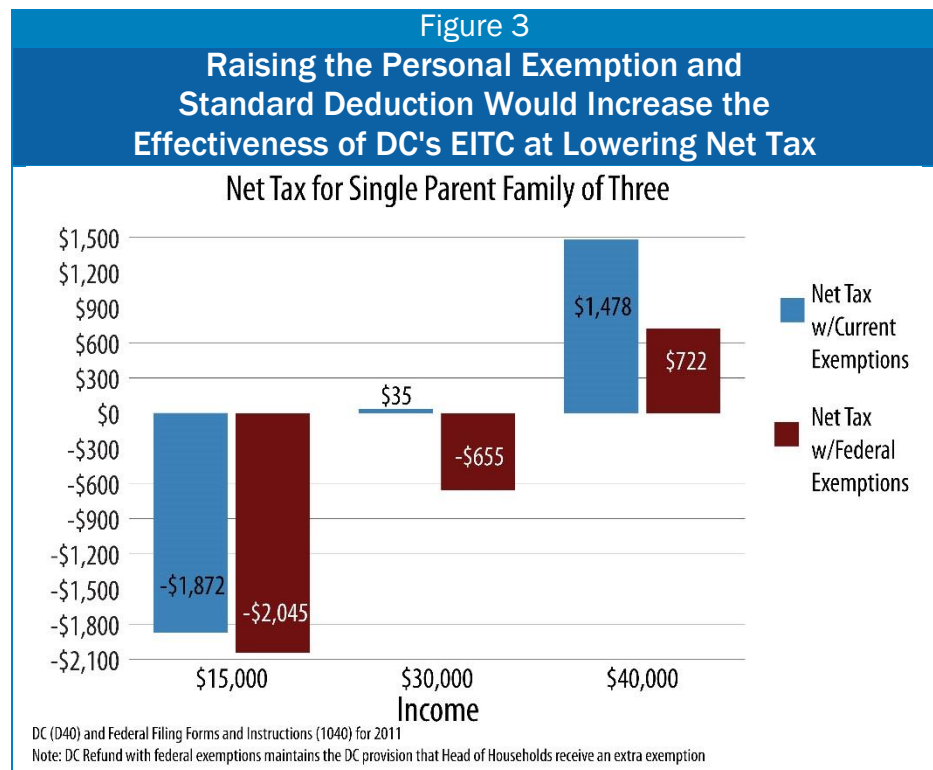 Figure 3
Raising the Personal Exemption and
Standard Deduction Would Increase the
Effectiveness of DC's EITC at Lowering Net Tax
Net Tax for Single Parent Family of Three
$1,500
$1,200
$900
$600
$300
$0
-$300
-$600
-$900
-$1,200
-$1,500
-$1,800
-$2,100
-$1,872
-$2,045
$35
-$655
$1,478
$722
Net Tax
w/Current
Exemptions
Net Tax
w/Federal
Exemptions
$15,000
$30,000
$40,000
Income
DC (D40) and Federal Filing Forms and Instructions (1040) for 2011
Note: DC Refund with federal exemptions maintains the DC provision that Head of Households receive an extra exemption